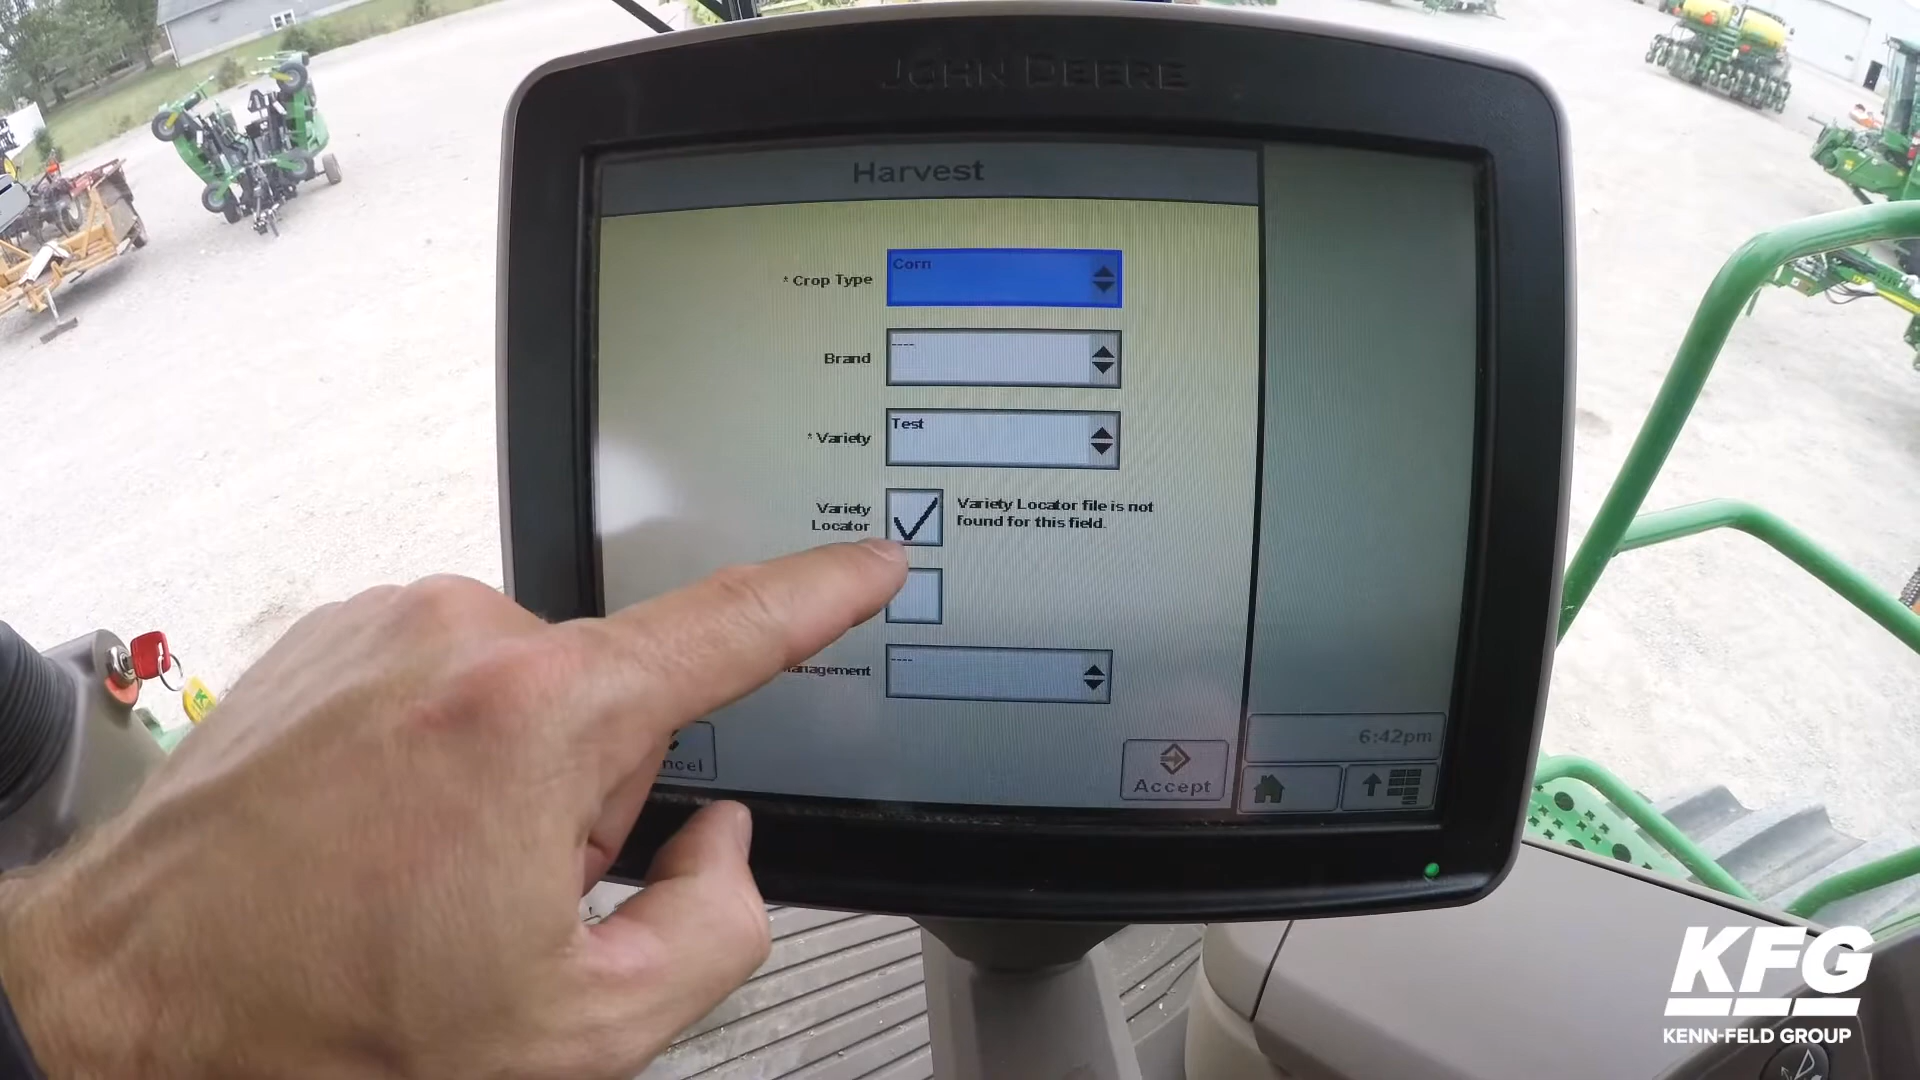 JOHN DEERE
Harvest
* Crop Type
Corn
Brand
----
* Variety
Test
Variety
Locator
Variety Locator file is not
found for this field.
anagement
----
ncel
Accept
6:42pm
KFG
KENN-FELD GROUP